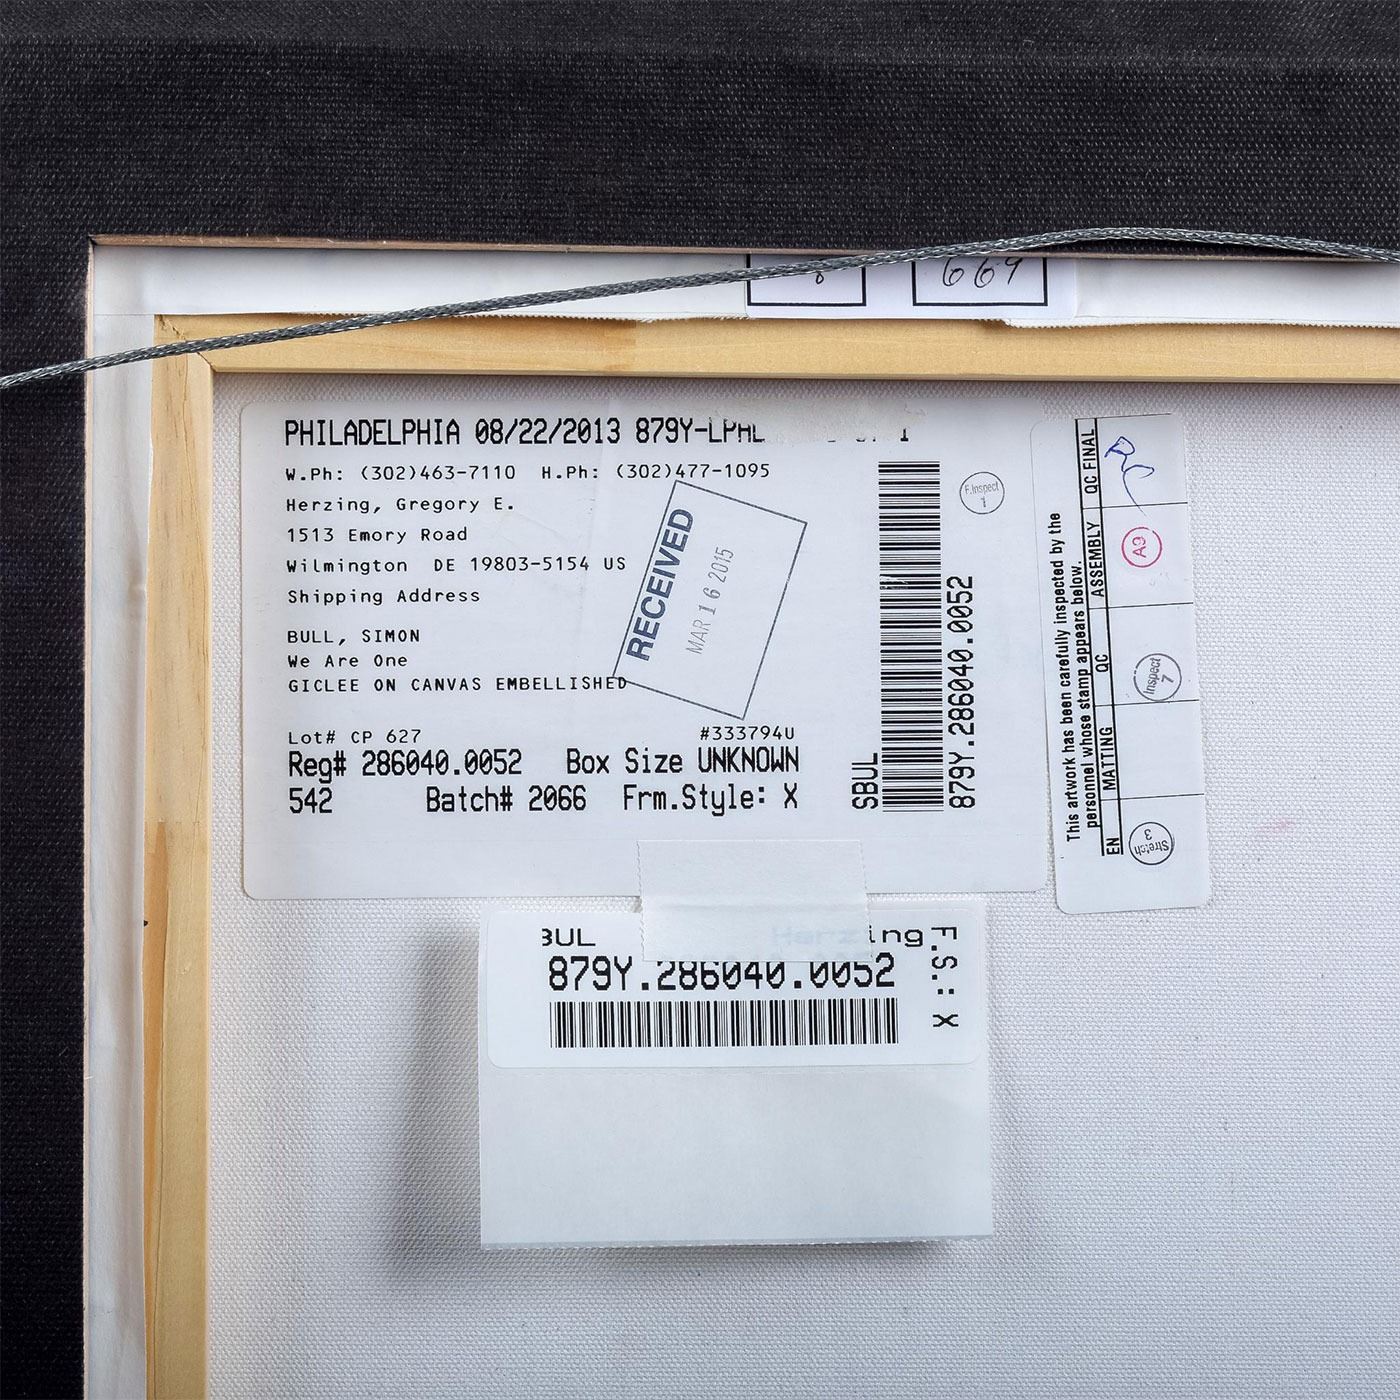 669
PHILADELPHIA 08/22/2013 879Y-LPHL 1
W.Ph: (302)463-7110 H.Ph: (302)477-1095
Herzing, Gregory E.
1513 Emory Road
Wilmington DE 19803-5154 US
Shipping Address
BULL, SIMON
We Are One
GICLEE ON CANVAS EMBELLISHED
Lot# CP 627 #333794U
Reg# 286040.0052 Box Size UNKNOWN
542 Batch# 2066 Frm.Style: X
RECEIVED
MAR 16 2015
SBUL
879Y.286040.0052
F.Inspect
1
This artwork has been carefully inspected by the
personnel whose stamp appears below.
EN MATTING QC ASSEMBLY QC FINAL
Stretch
3
Inspect
7
A9
BUL Herzing
879Y.286040.0052
F.S.: X